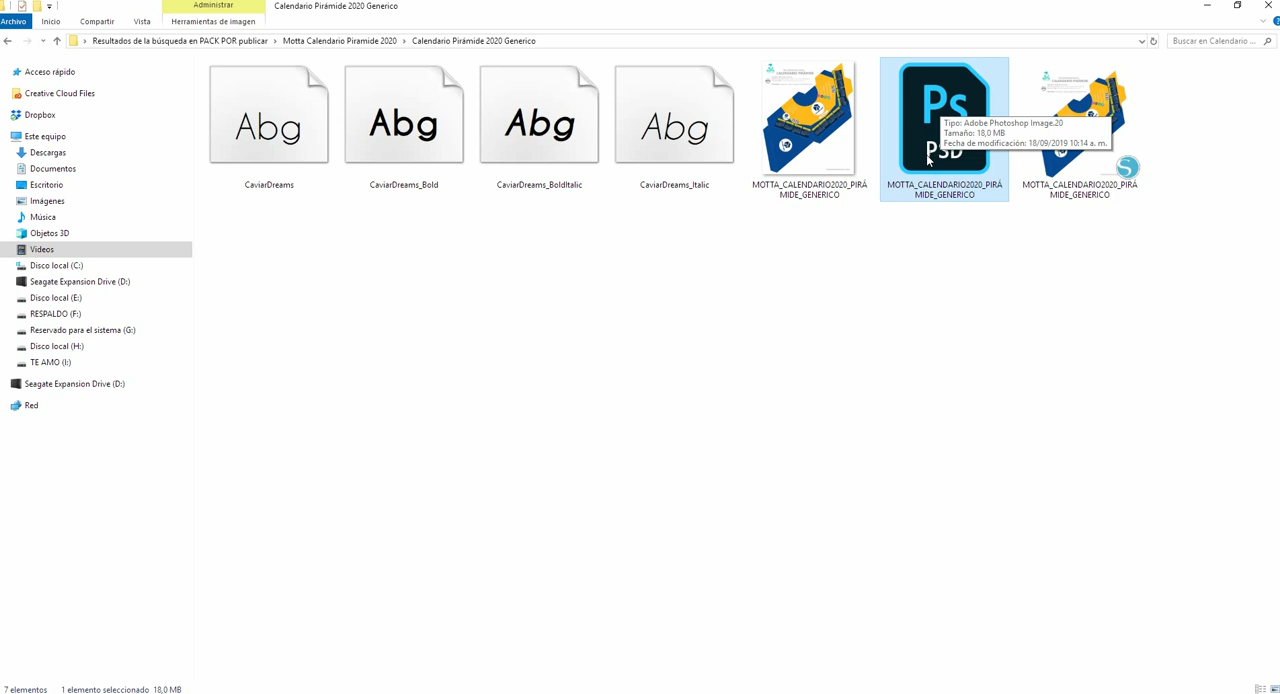 Administrar
Calendario Pirámide 2020 Generico
Archivo
Inicio
Compartir
Vista
Herramientas de imagen
Resultados de la búsqueda en PACK POR publicar
Motta Calendario Piramide 2020
Calendario Pirámide 2020 Generico
Buscar en Calendario ...
Acceso rápido
Creative Cloud Files
Dropbox
Este equipo
Descargas
Documentos
Escritorio
Imágenes
Música
Objetos 3D
Videos
Disco local (C:)
Seagate Expansion Drive (D:)
Disco local (E:)
RESPALDO (F:)
Reservado para el sistema (G:)
Disco local (H:)
TE AMO (I:)
Seagate Expansion Drive (D:)
Red
Abg
CaviarDreams
Abg
CaviarDreams_Bold
Abg
CaviarDreams_BoldItalic
Abg
CaviarDreams_Italic
MOTTA_CALENDARIO2020_PIRÁ
MIDE_GENERICO
Ps
PSD
Tipo: Adobe Photoshop Image.20
Tamaño: 18,0 MB
Fecha de modificación: 18/09/2019 10:14 a. m.
MOTTA_CALENDARIO2020_PIRÁ
MIDE_GENERICO
S
MOTTA_CALENDARIO2020_PIRÁ
MIDE_GENERICO
7 elementos
1 elemento seleccionado 18,0 MB